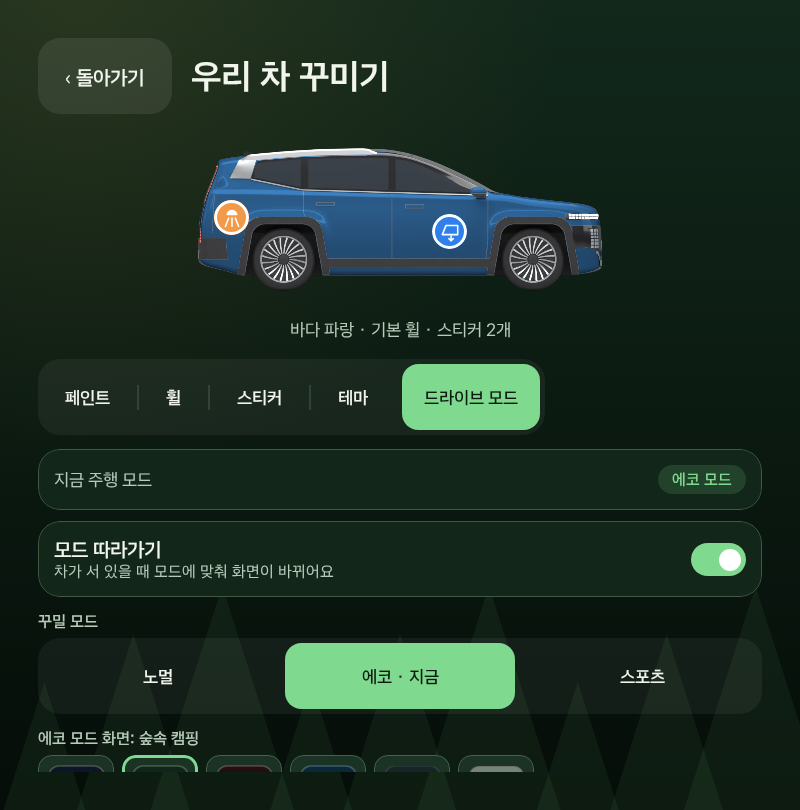 ‹ 돌아가기
우리 차 꾸미기
바다 파랑 · 기본 휠 · 스티커 2개
페인트
휠
스티커
테마
드라이브 모드
지금 주행 모드
에코 모드
모드 따라가기
차가 서 있을 때 모드에 맞춰 화면이 바뀌어요
꾸밀 모드
노멀
에코 · 지금
스포츠
에코 모드 화면: 숲속 캠핑